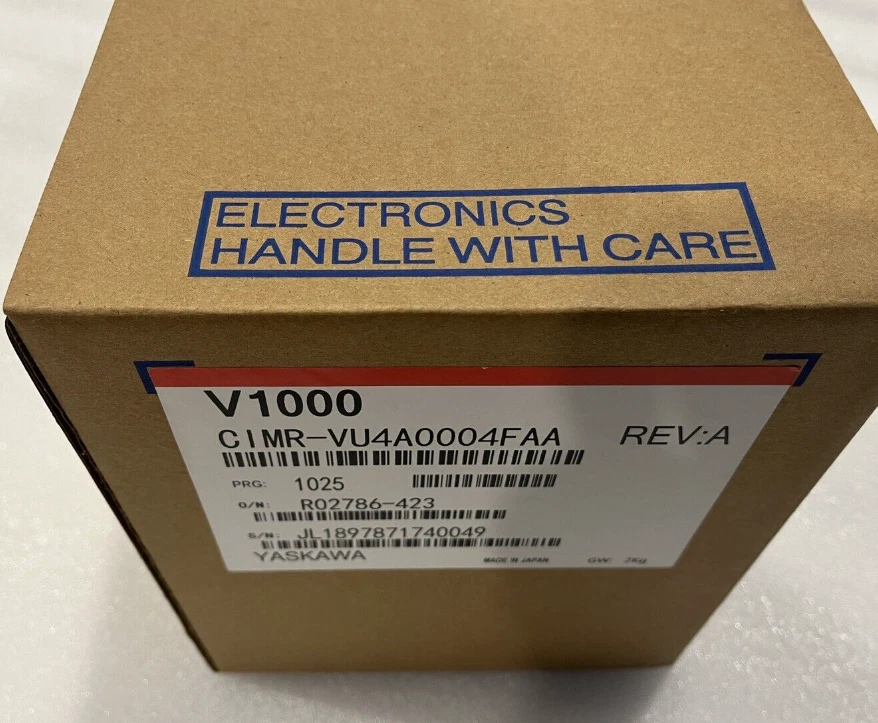 ELECTRONICS
HANDLE WITH CARE
V1000
CIMR-VU4A0004FAA REV:A
PRG: 1025
O/N: R02786-423
S/N: JL1897871740049
YASKAWA MADE IN JAPAN GW: 2Kg